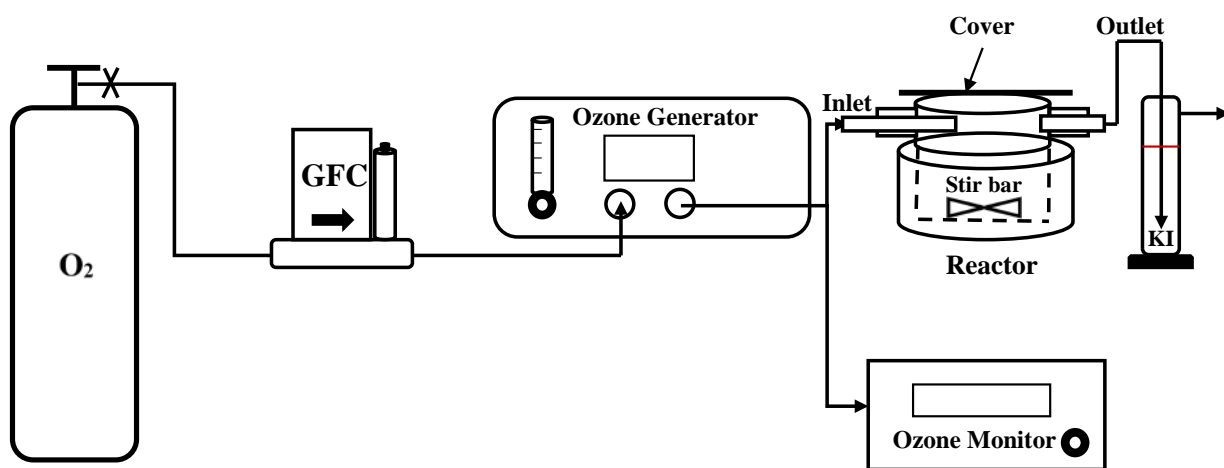 Cover
Outlet
Inlet
Ozone Generator
GFC
Stir bar
O₂
Reactor
KI
Ozone Monitor